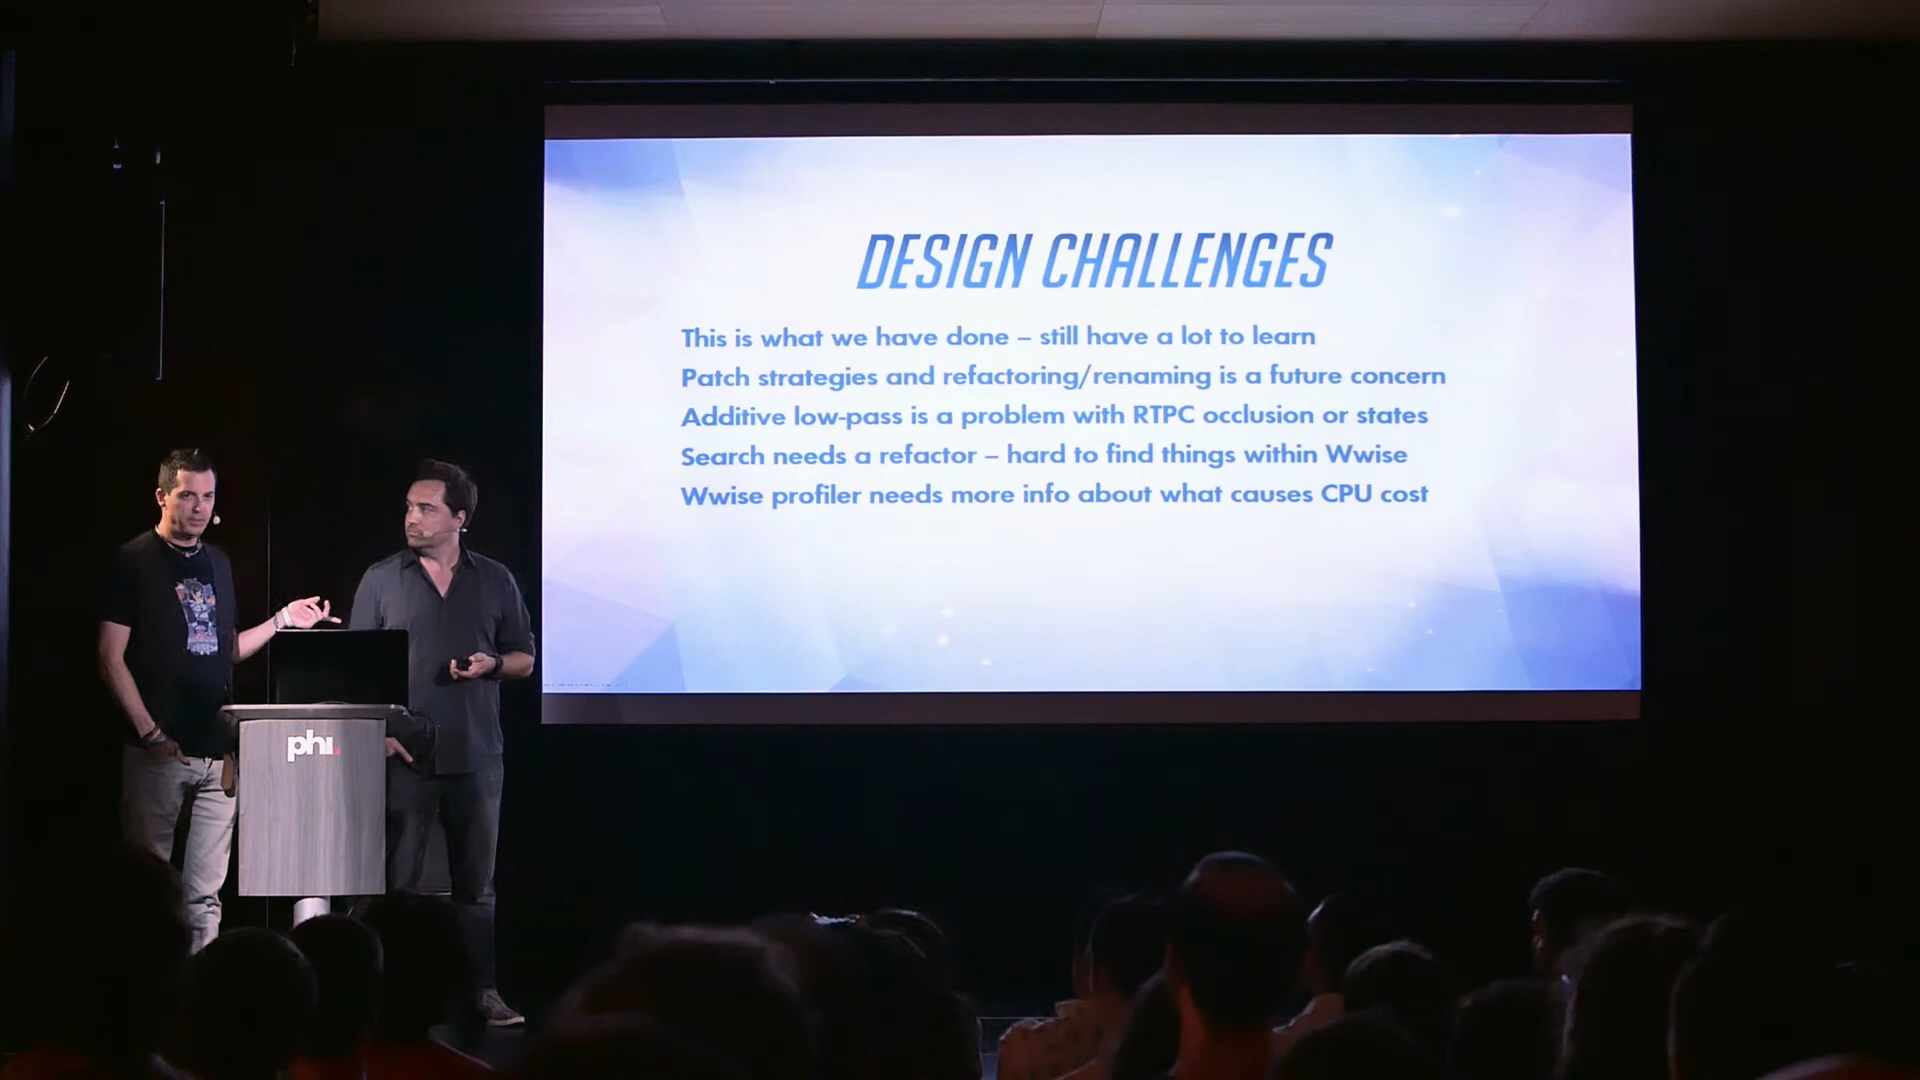 DESIGN CHALLENGES
This is what we have done – still have a lot to learn
Patch strategies and refactoring/renaming is a future concern
Additive low-pass is a problem with RTPC occlusion or states
Search needs a refactor – hard to find things within Wwise
Wwise profiler needs more info about what causes CPU cost
phi.